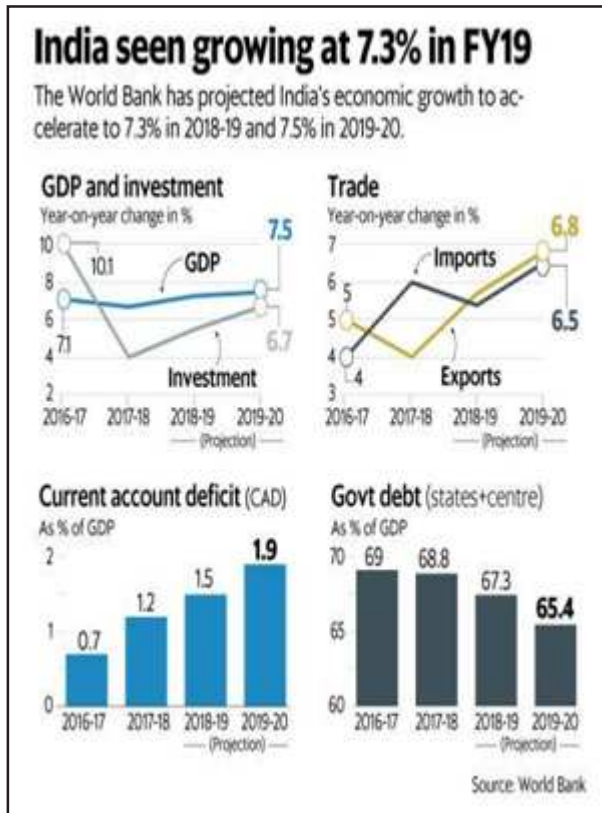 India seen growing at 7.3% in FY19
The World Bank has projected India's economic growth to ac-
celerate to 7.3% in 2018-19 and 7.5% in 2019-20.
GDP and investment
Year-on-year change in %
10
8
6
4
2
10.1
7.1
GDP
Investment
7.5
6.7
2016-17 2017-18 2018-19 2019-20
(Projection)
Trade
Year-on-year change in %
7
6
5
4
3
5
4
Imports
Exports
6.8
6.5
2016-17 2017-18 2018-19 2019-20
(Projection)
Current account deficit (CAD)
As % of GDP
2
1
0
0.7
1.2
1.5
1.9
2016-17 2017-18 2018-19 2019-20
(Projection)
Govt debt (states+centre)
As % of GDP
70
65
60
69
68.8
67.3
65.4
2016-17 2017-18 2018-19 2019-20
(Projection)
Source: World Bank